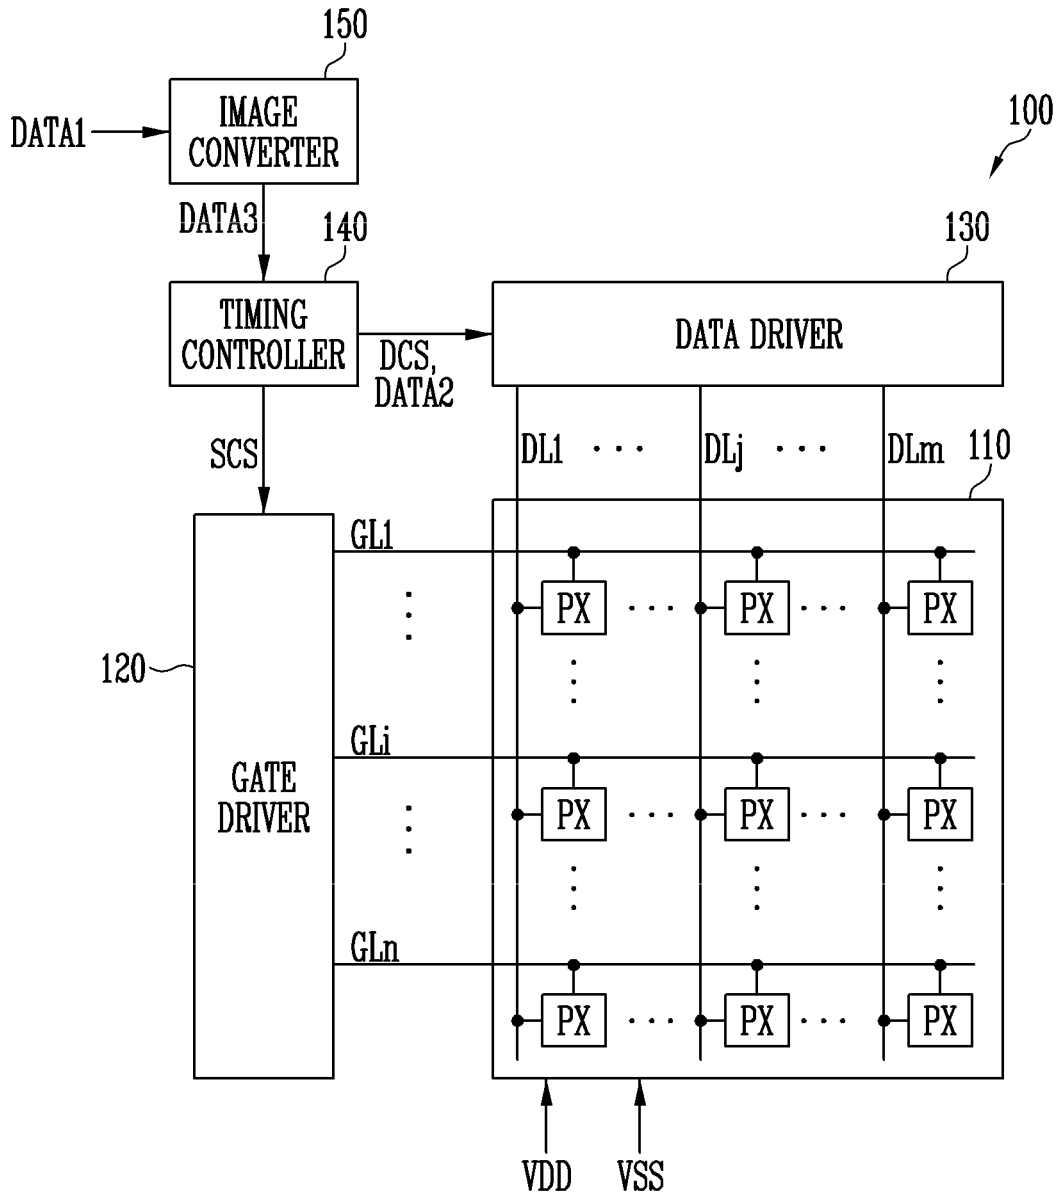 150
IMAGE
CONVERTER
DATA1
100
DATA3
140
130
TIMING
CONTROLLER
DATA DRIVER
DCS,
DATA2
SCS
DL1 ··· DLj ··· DLm
110
GL1
PX ··· PX ··· PX
120
GLi
GATE
DRIVER
PX ··· PX ··· PX
GLn
PX ··· PX ··· PX
VDD VSS